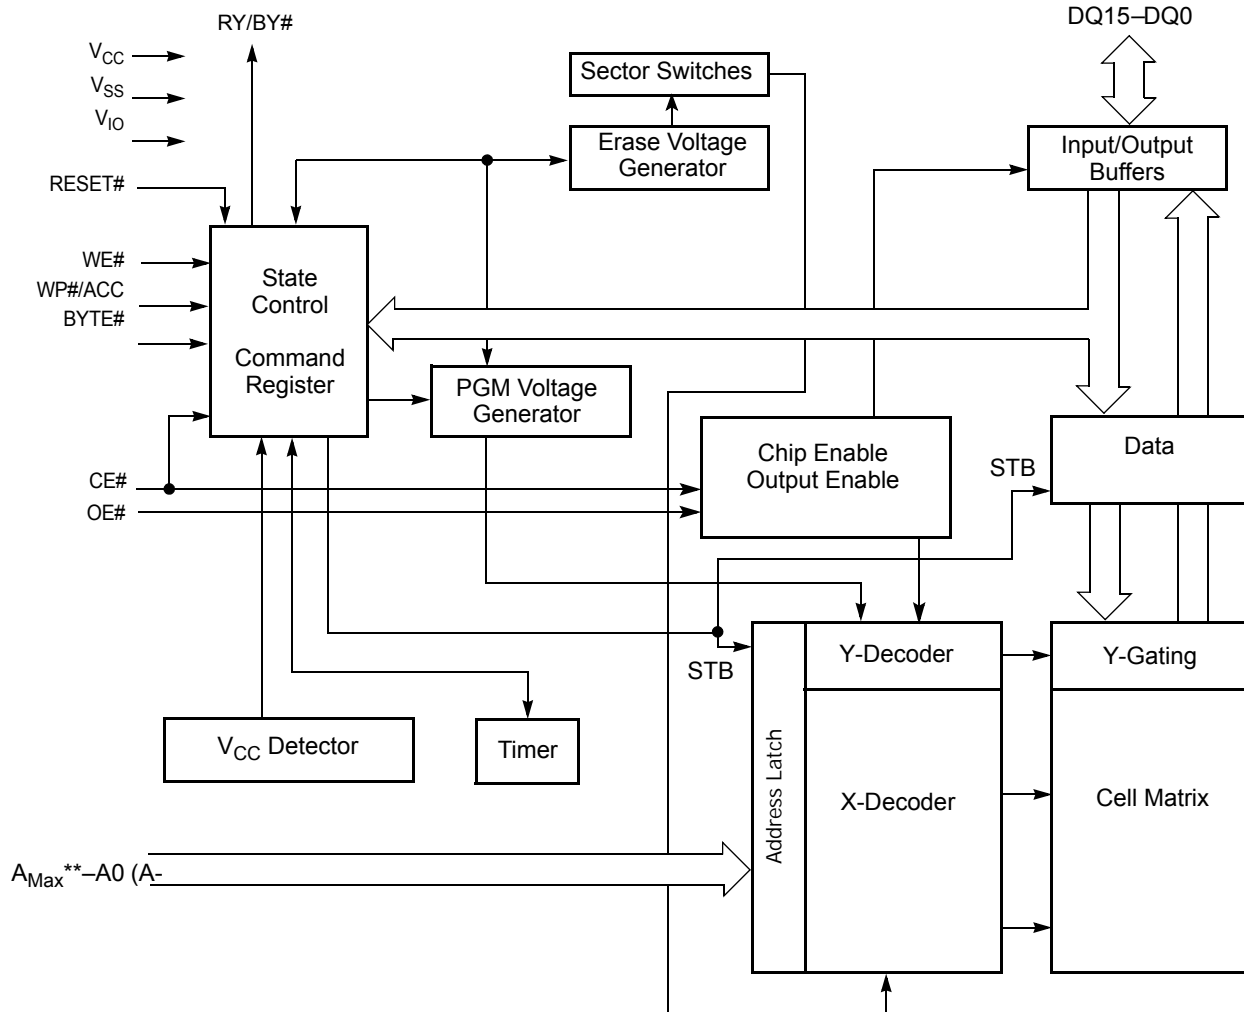 RY/BY#
DQ15–DQ0
VCC
VSS
VIO
Sector Switches
Erase Voltage
Generator
Input/Output
Buffers
RESET#
WE#
WP#/ACC
BYTE#
State
Control
Command
Register
PGM Voltage
Generator
Chip Enable
Output Enable
Data
STB
CE#
OE#
STB
Y-Decoder
Y-Gating
VCC Detector
Timer
Address Latch
X-Decoder
Cell Matrix
AMax**–A0 (A-